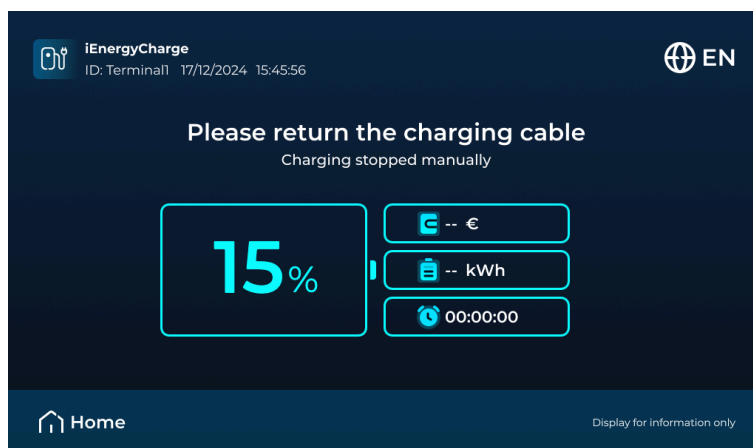 iEnergyCharge
ID: Terminal1 17/12/2024 15:45:56
EN
Please return the charging cable
Charging stopped manually
15%
-- €
-- kWh
00:00:00
Home
Display for information only